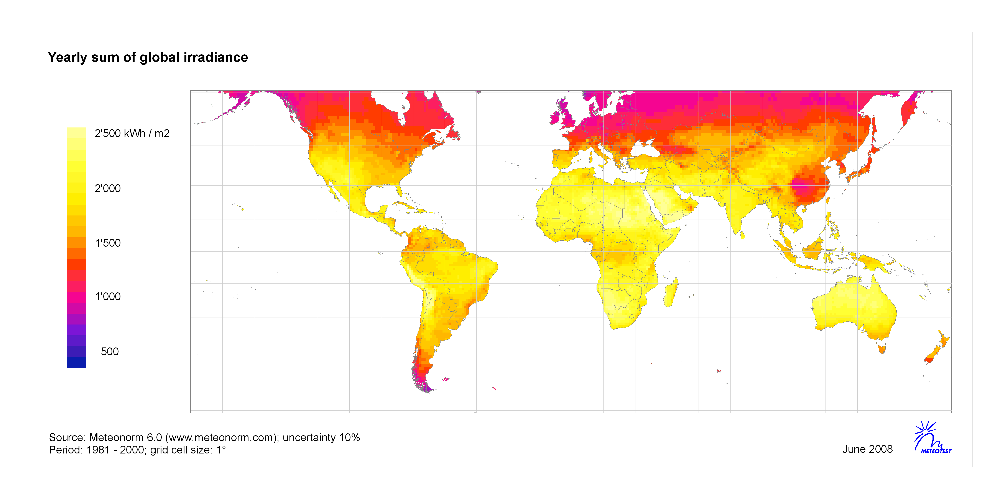 Yearly sum of global irradiance
2'500 kWh / m2
2'000
1'500
1'000
500
Source: Meteonorm 6.0 (www.meteonorm.com); uncertainty 10%
Period: 1981 - 2000; grid cell size: 1°
June 2008
METEOTEST